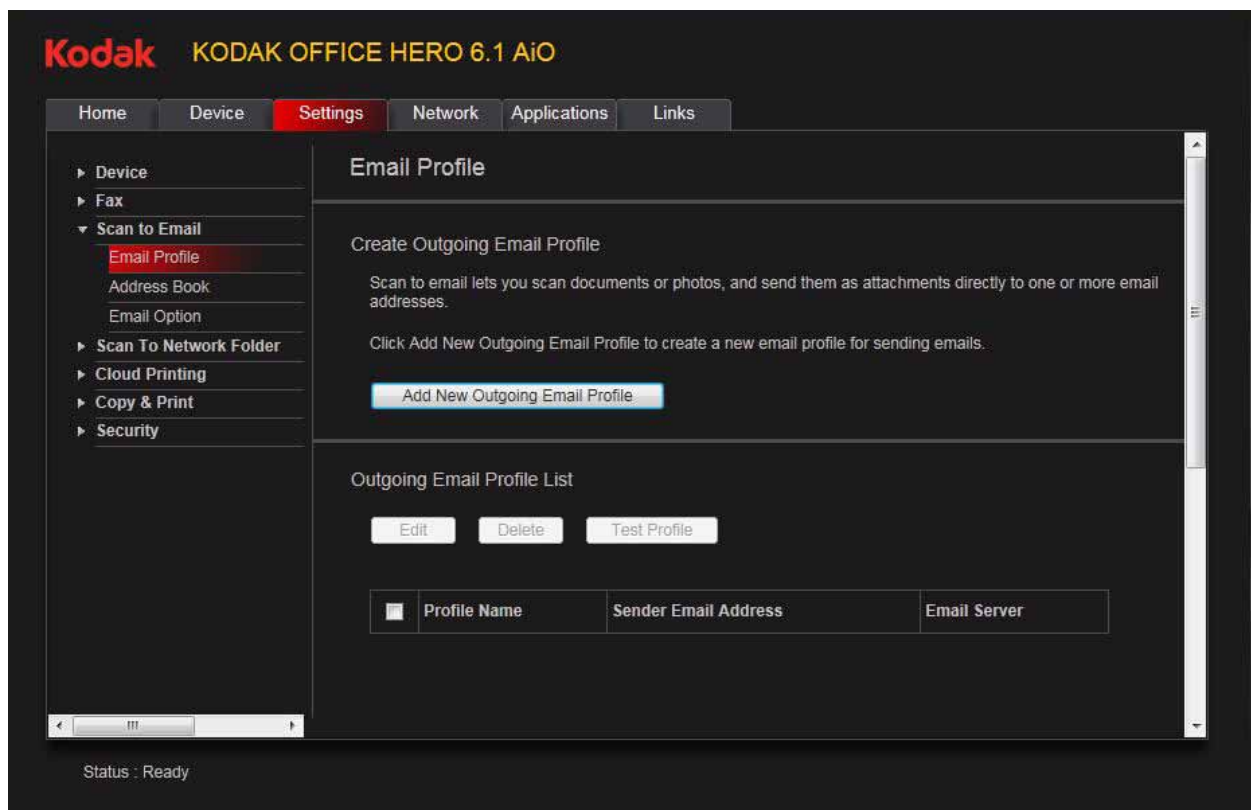 Kodak KODAK OFFICE HERO 6.1 AiO
Home Device Settings Network Applications Links
Device
Fax
Scan to Email
Email Profile
Address Book
Email Option
Scan To Network Folder
Cloud Printing
Copy & Print
Security
Email Profile
Create Outgoing Email Profile
Scan to email lets you scan documents or photos, and send them as attachments directly to one or more email
addresses.
Click Add New Outgoing Email Profile to create a new email profile for sending emails.
Add New Outgoing Email Profile
Outgoing Email Profile List
Edit Delete Test Profile
Profile Name Sender Email Address Email Server
Status : Ready